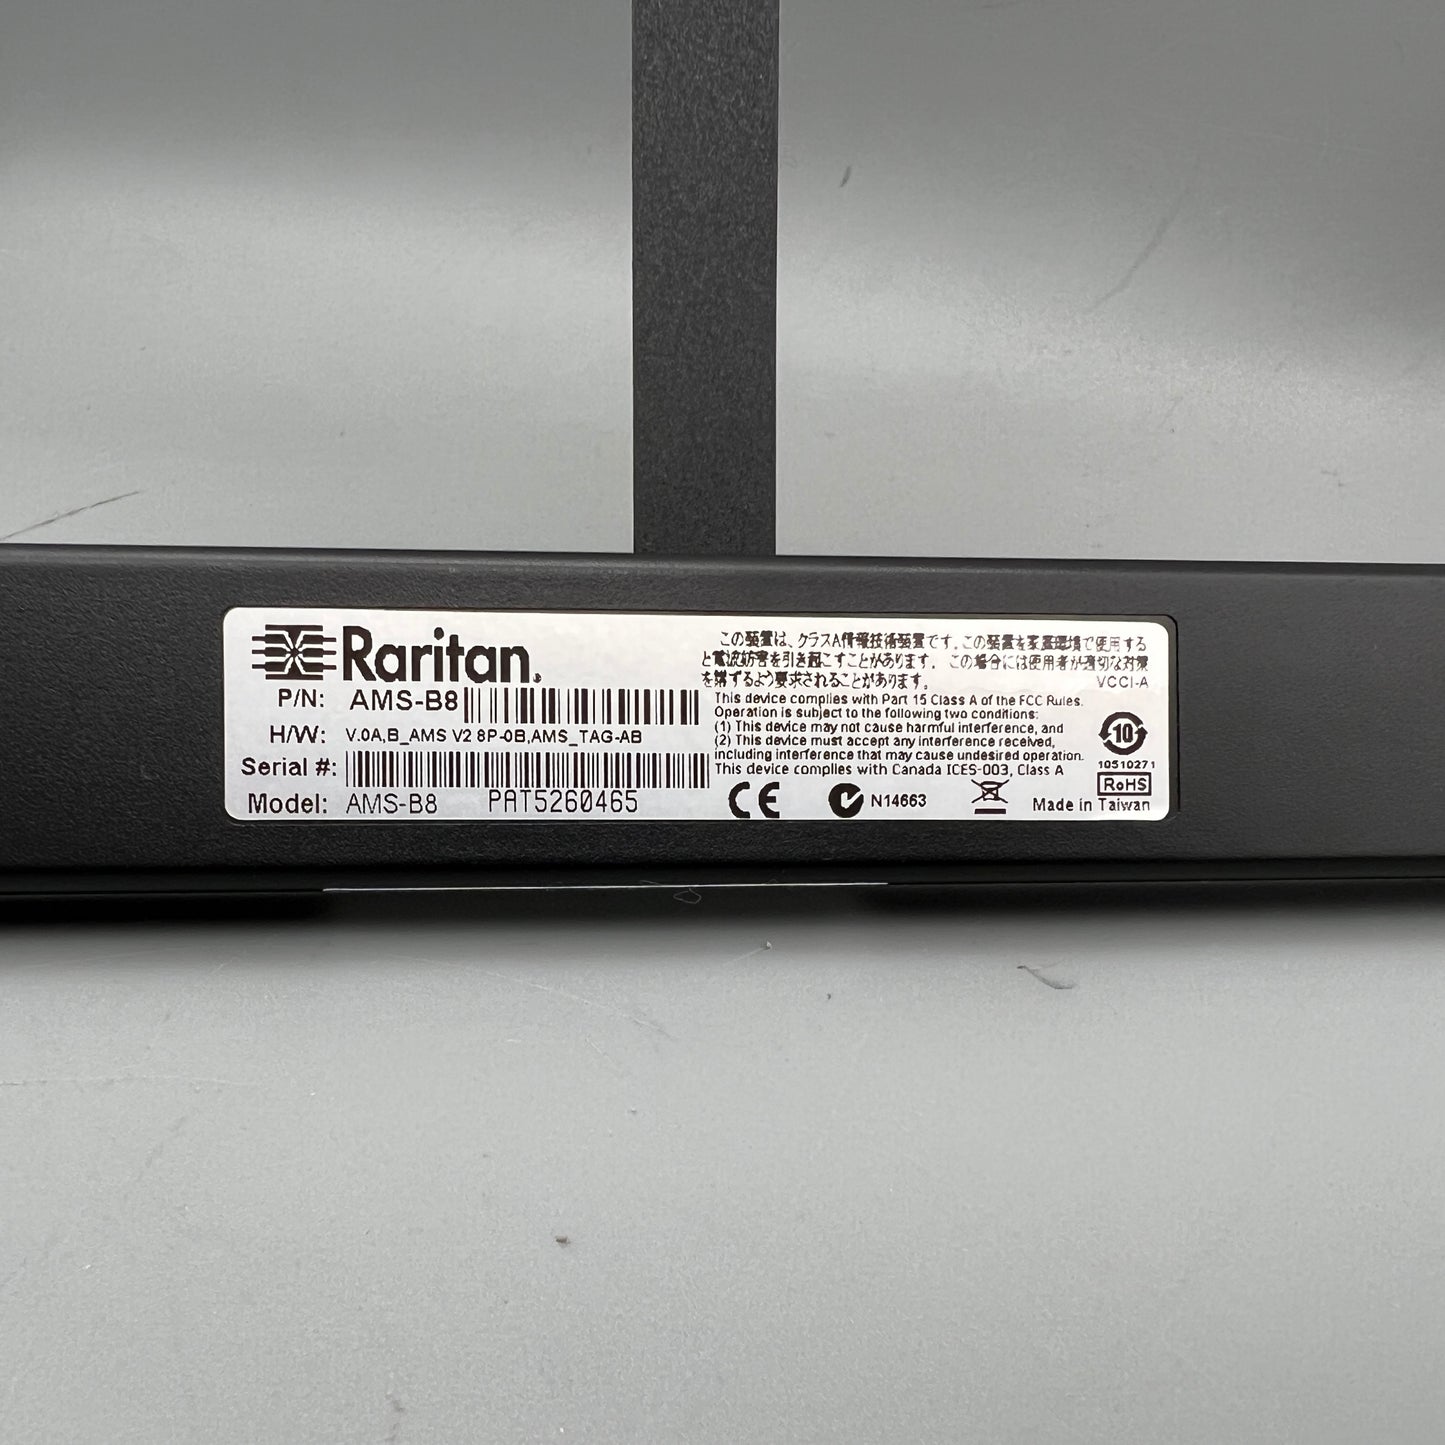 Raritan.
P/N: AMS-B8
H/W: V.0A,B_AMS V2 8P-0B,AMS_TAG-AB
Serial #:
Model: AMS-B8 PAT5260465
この装置は、クラスA情報技術装置です。この装置を家庭環境で使用する
と電波妨害を引き起こすことがあります。この場合には使用者が適切な対策
を講ずるよう要求されることがあります。
VCCI-A
This device complies with Part 15 Class A of the FCC Rules.
Operation is subject to the following two conditions:
(1) This device may not cause harmful interference, and
(2) This device must accept any interference received,
including interference that may cause undesired operation.
This device complies with Canada ICES-003, Class A
10
10510271
RoHS
CE N14663 Made in Taiwan